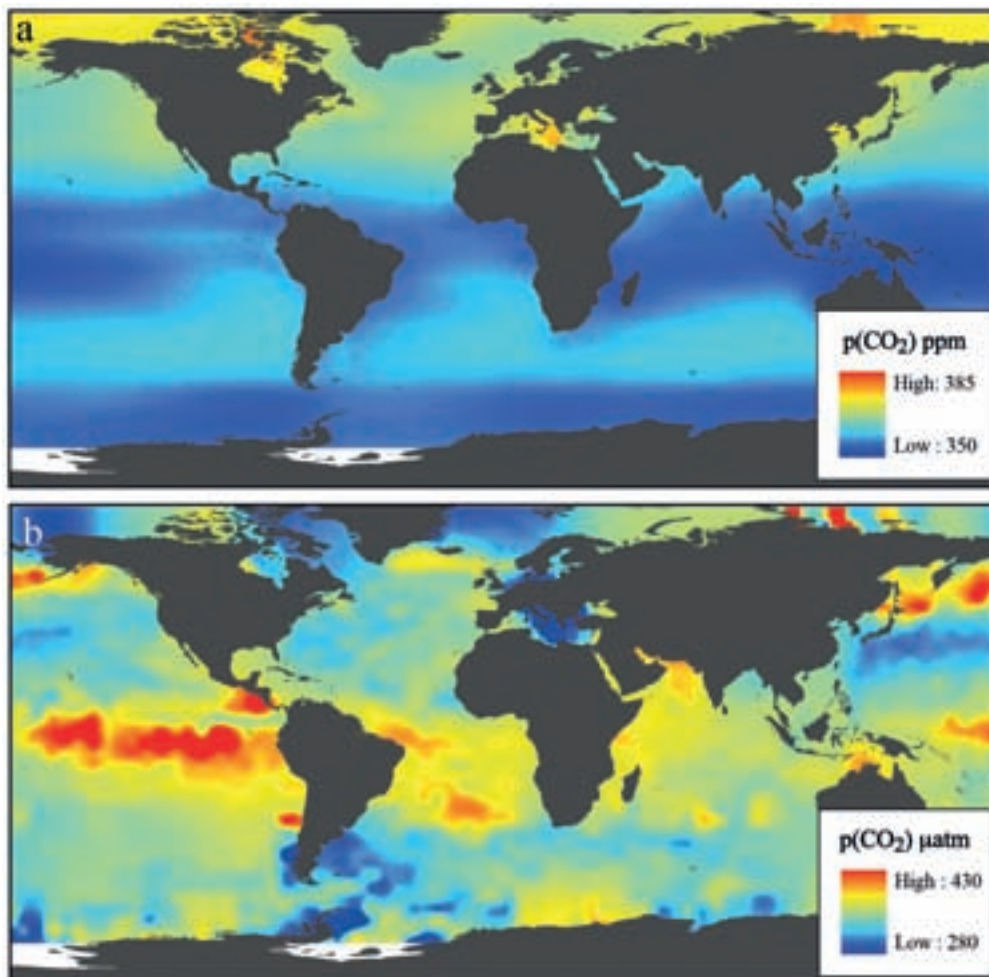 a
p(CO₂) ppm
High: 385
Low : 350
b
p(CO₂) µatm
High : 430
Low : 280